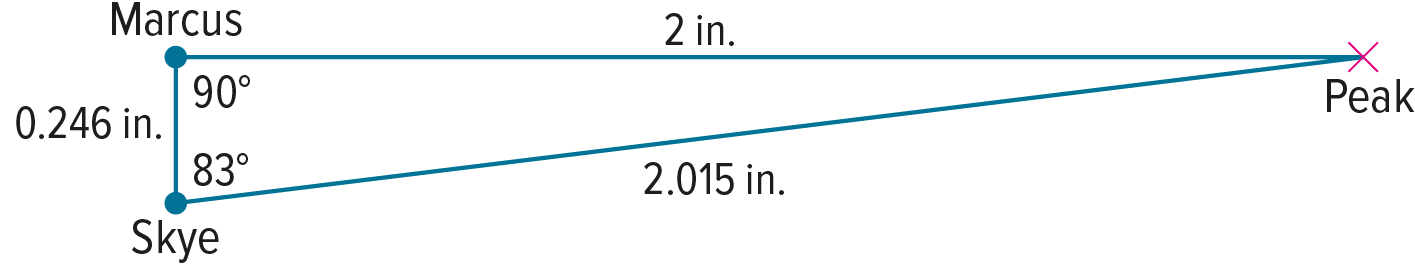 Marcus
2 in.
90°
Peak
0.246 in.
83°
2.015 in.
Skye